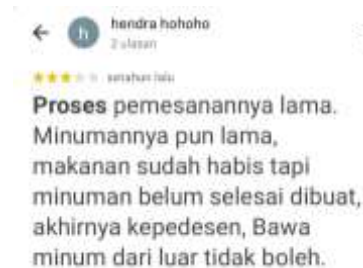 h
hendra hohoho
2 ulasan
setahun lalu
Proses pemesanannya lama.
Minumannya pun lama,
makanan sudah habis tapi
minuman belum selesai dibuat,
akhirnya kepedesen, Bawa
minum dari luar tidak boleh.